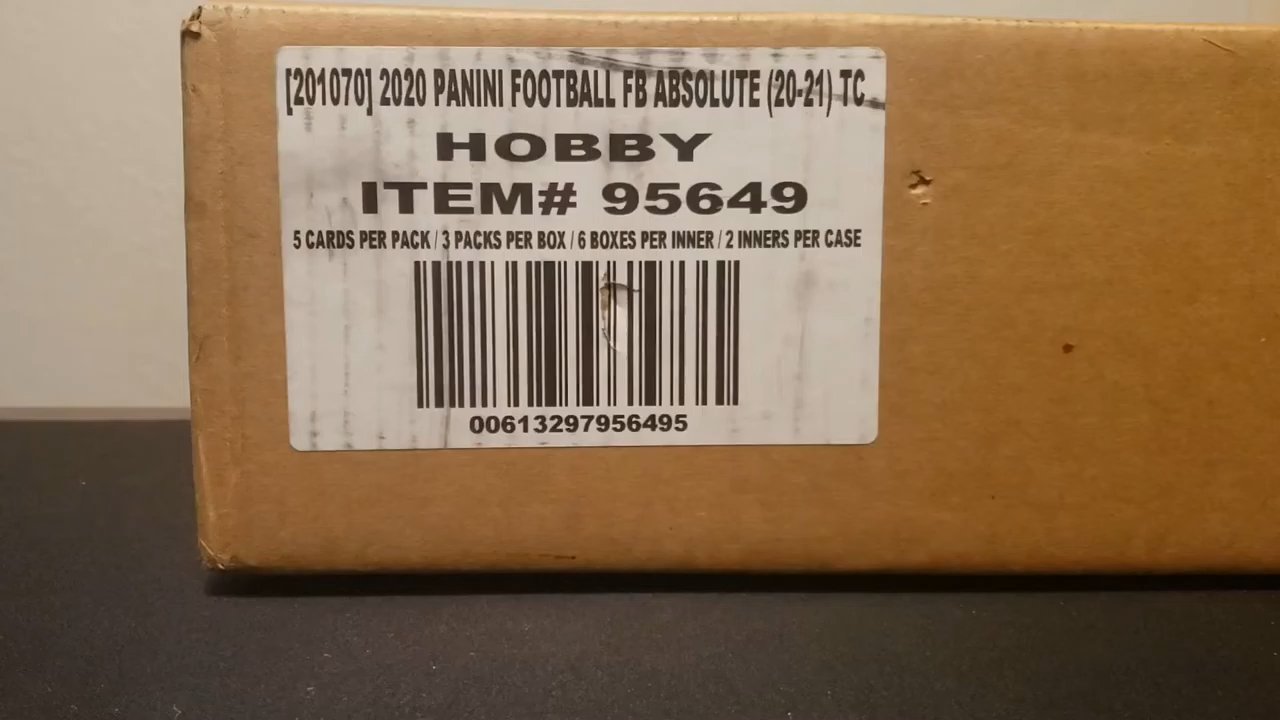 [201070] 2020 PANINI FOOTBALL FB ABSOLUTE (20-21) TC
HOBBY
ITEM# 95649
5 CARDS PER PACK / 3 PACKS PER BOX / 6 BOXES PER INNER / 2 INNERS PER CASE
00613297956495